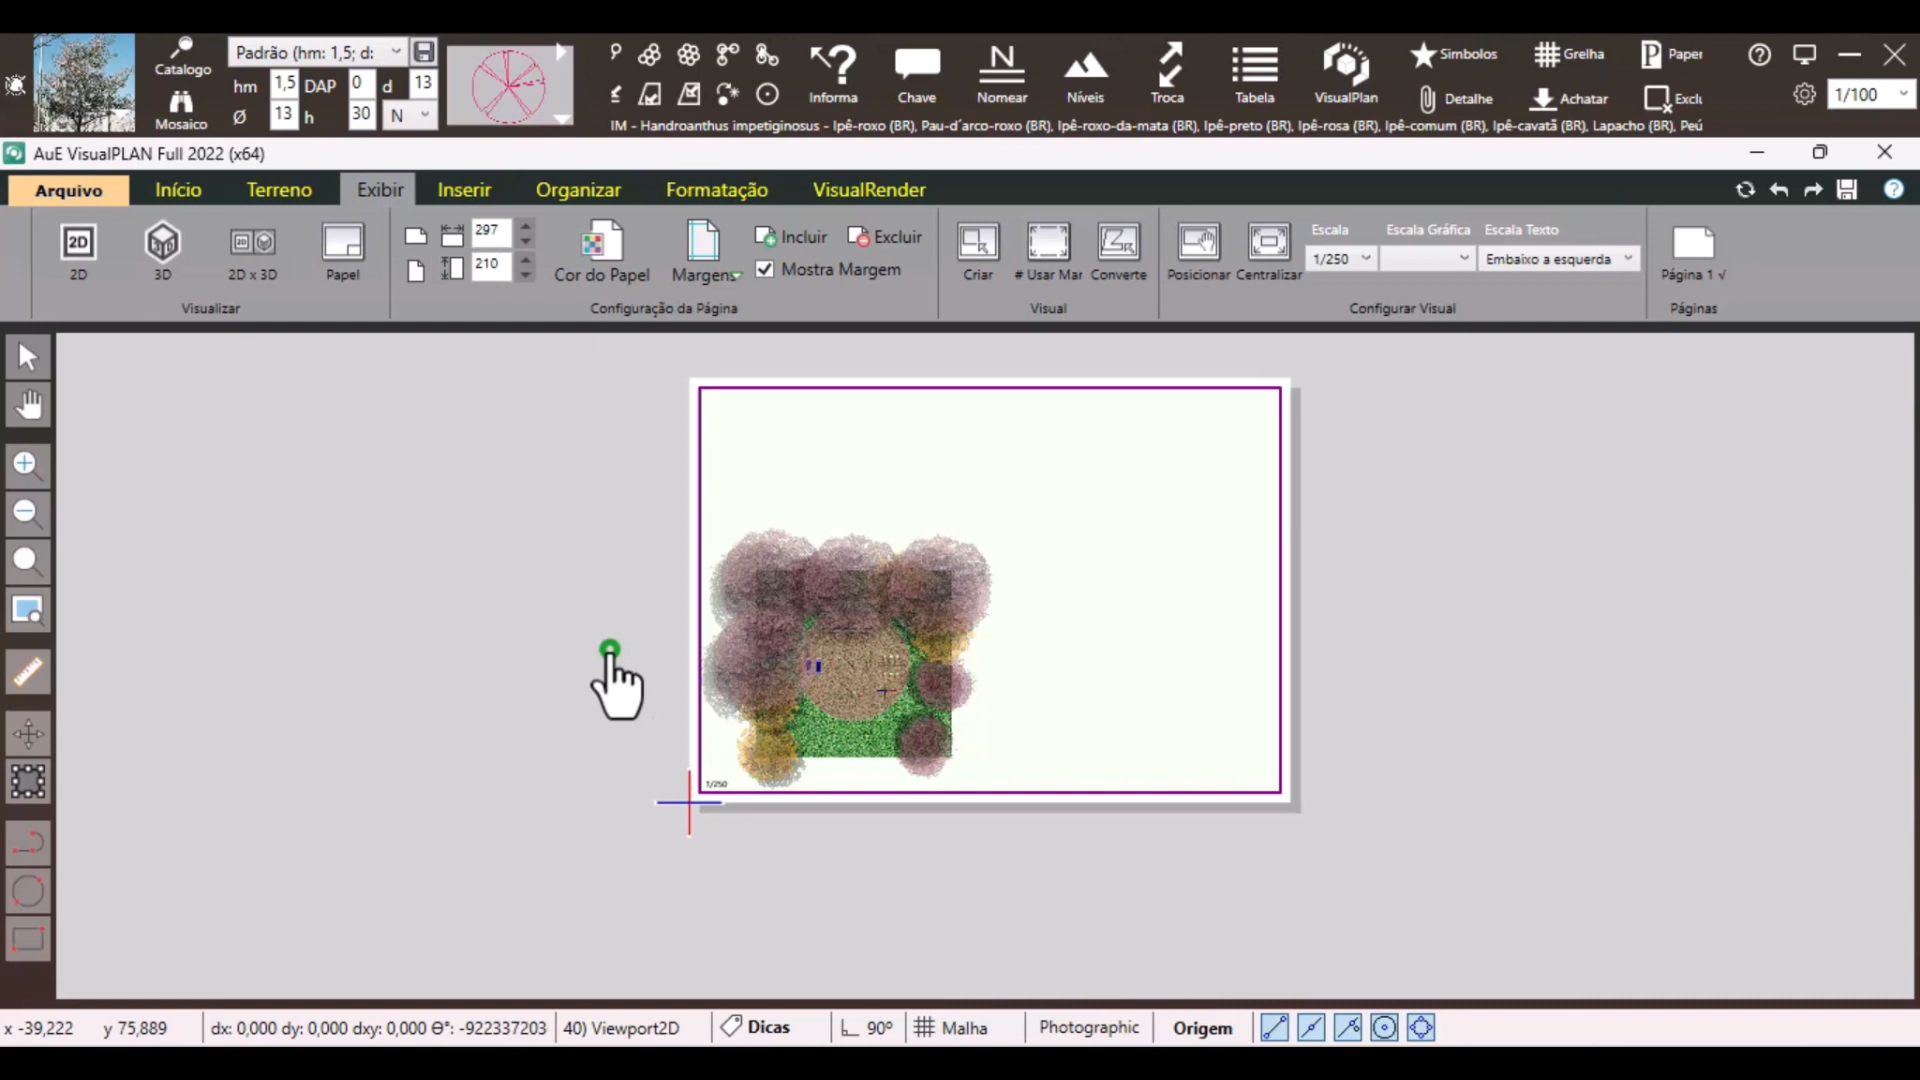 Catalogo
Mosaico
Padrão (hm: 1,5; d:
hm 1,5 DAP 0 d 13
Ø 13 h 30 N
Informa
Chave
Nomear
Níveis
Troca
Tabela
VisualPlan
Simbolos
Grelha
Paper
Detalhe
Achatar
Exclu
1/100
IM - Handroanthus impetiginosus - Ipê-roxo (BR), Pau-d´arco-roxo (BR), Ipê-roxo-da-mata (BR), Ipê-preto (BR), Ipê-rosa (BR), Ipê-comum (BR), Ipê-cavatã (BR), Lapacho (BR), Peú
AuE VisualPLAN Full 2022 (x64)
Arquivo Início Terreno Exibir Inserir Organizar Formatação VisualRender
2D
2D
3D
2D x 3D
Papel
Visualizar
297
210
Cor do Papel
Margens
Incluir
Excluir
Mostra Margem
Configuração da Página
Criar
# Usar Mar
Converte
Visual
Posicionar
Centralizar
Escala
1/250
Escala Gráfica
Escala Texto
Embaixo a esquerda
Configurar Visual
Página 1 √
Páginas
1/250
x -39,222 y 75,889 dx: 0,000 dy: 0,000 dxy: 0,000 Ө°: -922337203 40) Viewport2D Dicas 90º Malha Photographic Origem